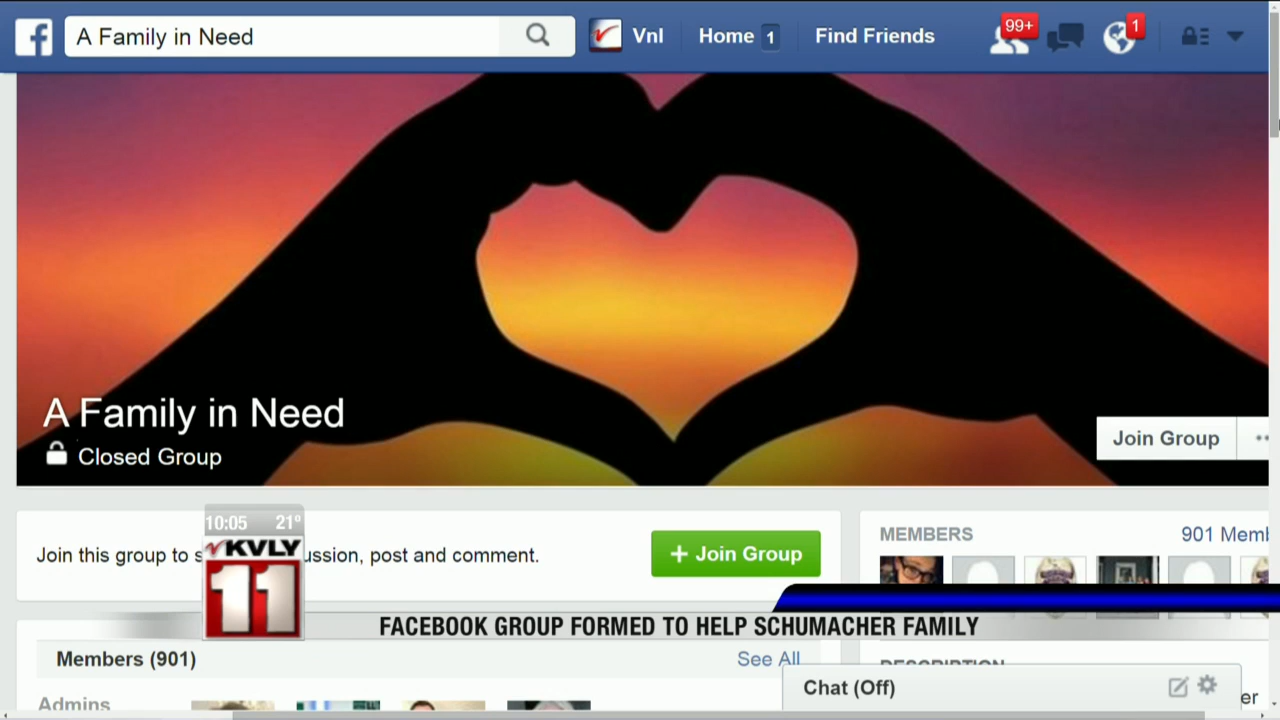 A Family in Need
Vnl
Home 1
Find Friends
99+
1
A Family in Need
Closed Group
Join Group
10:05 21°
KVLY
11
Join this group to s ussion, post and comment.
+ Join Group
MEMBERS
901 Memb
FACEBOOK GROUP FORMED TO HELP SCHUMACHER FAMILY
Members (901)
See All
DESCRIPTION
Chat (Off)
er
Admins